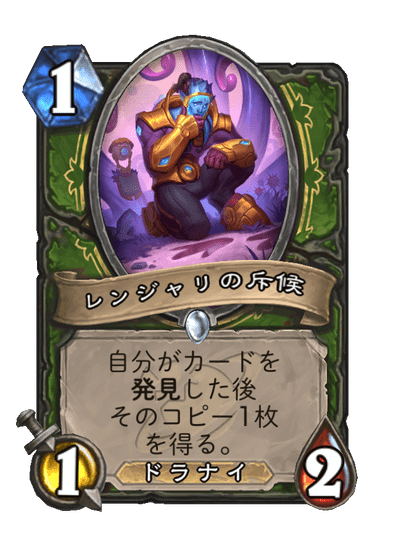 1
レンジャリの斥候
自分がカードを
発見した後
そのコピー1枚
を得る。
ドラナイ
1
2